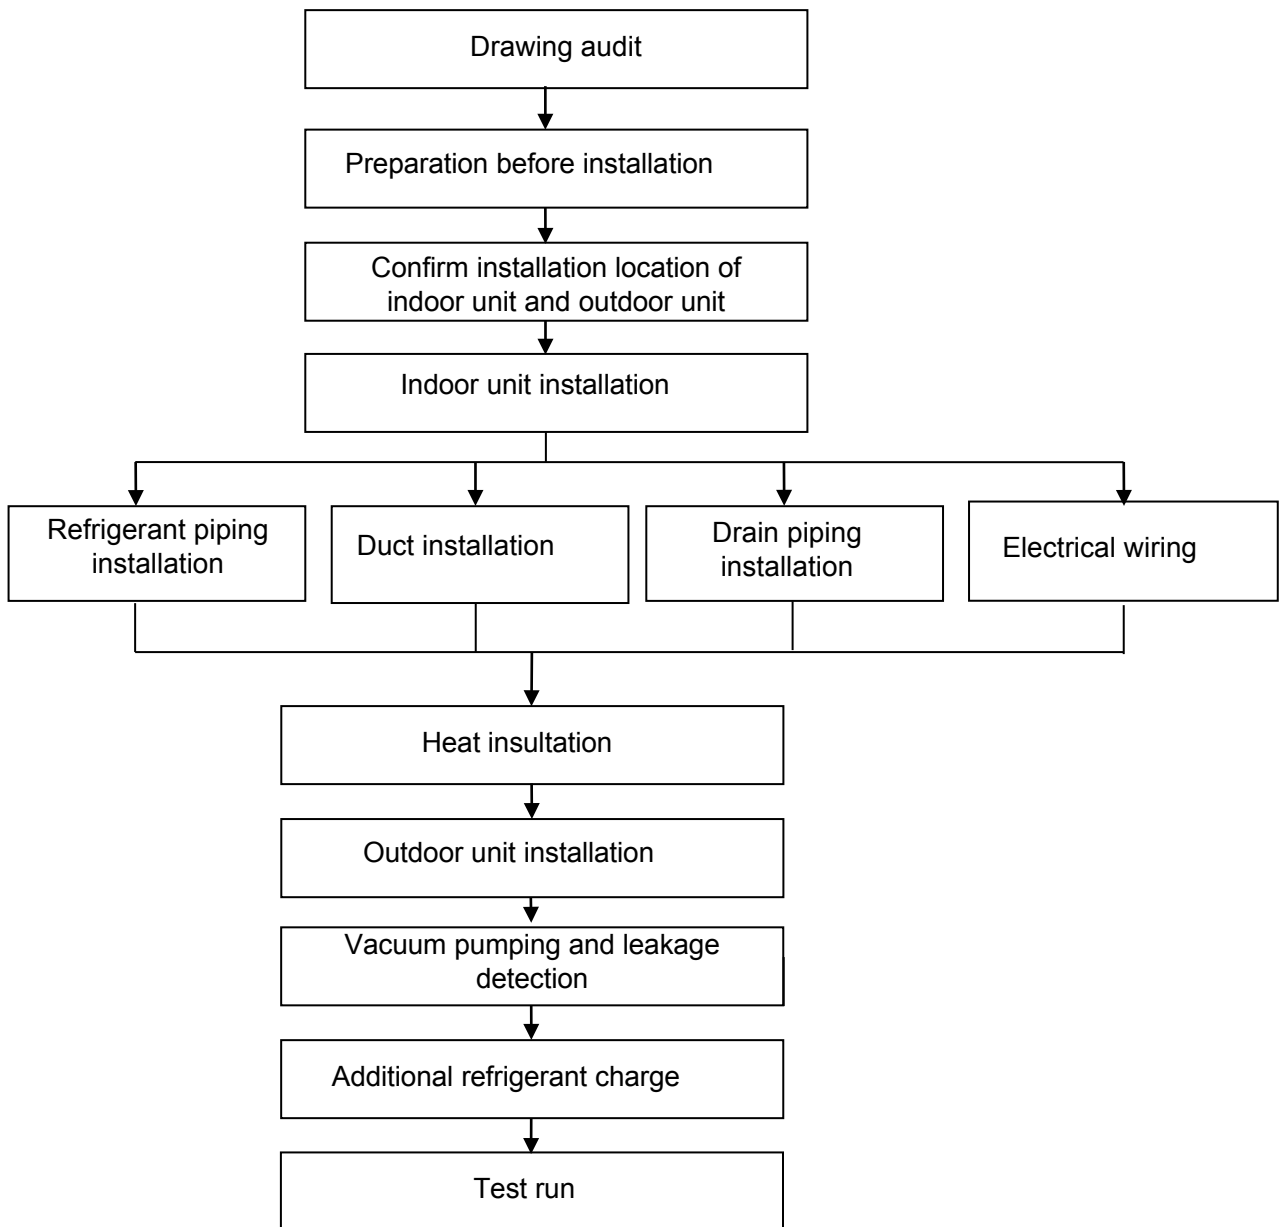 Drawing audit
Preparation before installation
Confirm installation location of
indoor unit and outdoor unit
Indoor unit installation
Refrigerant piping
installation
Duct installation
Drain piping
installation
Electrical wiring
Heat insultation
Outdoor unit installation
Vacuum pumping and leakage
detection
Additional refrigerant charge
Test run